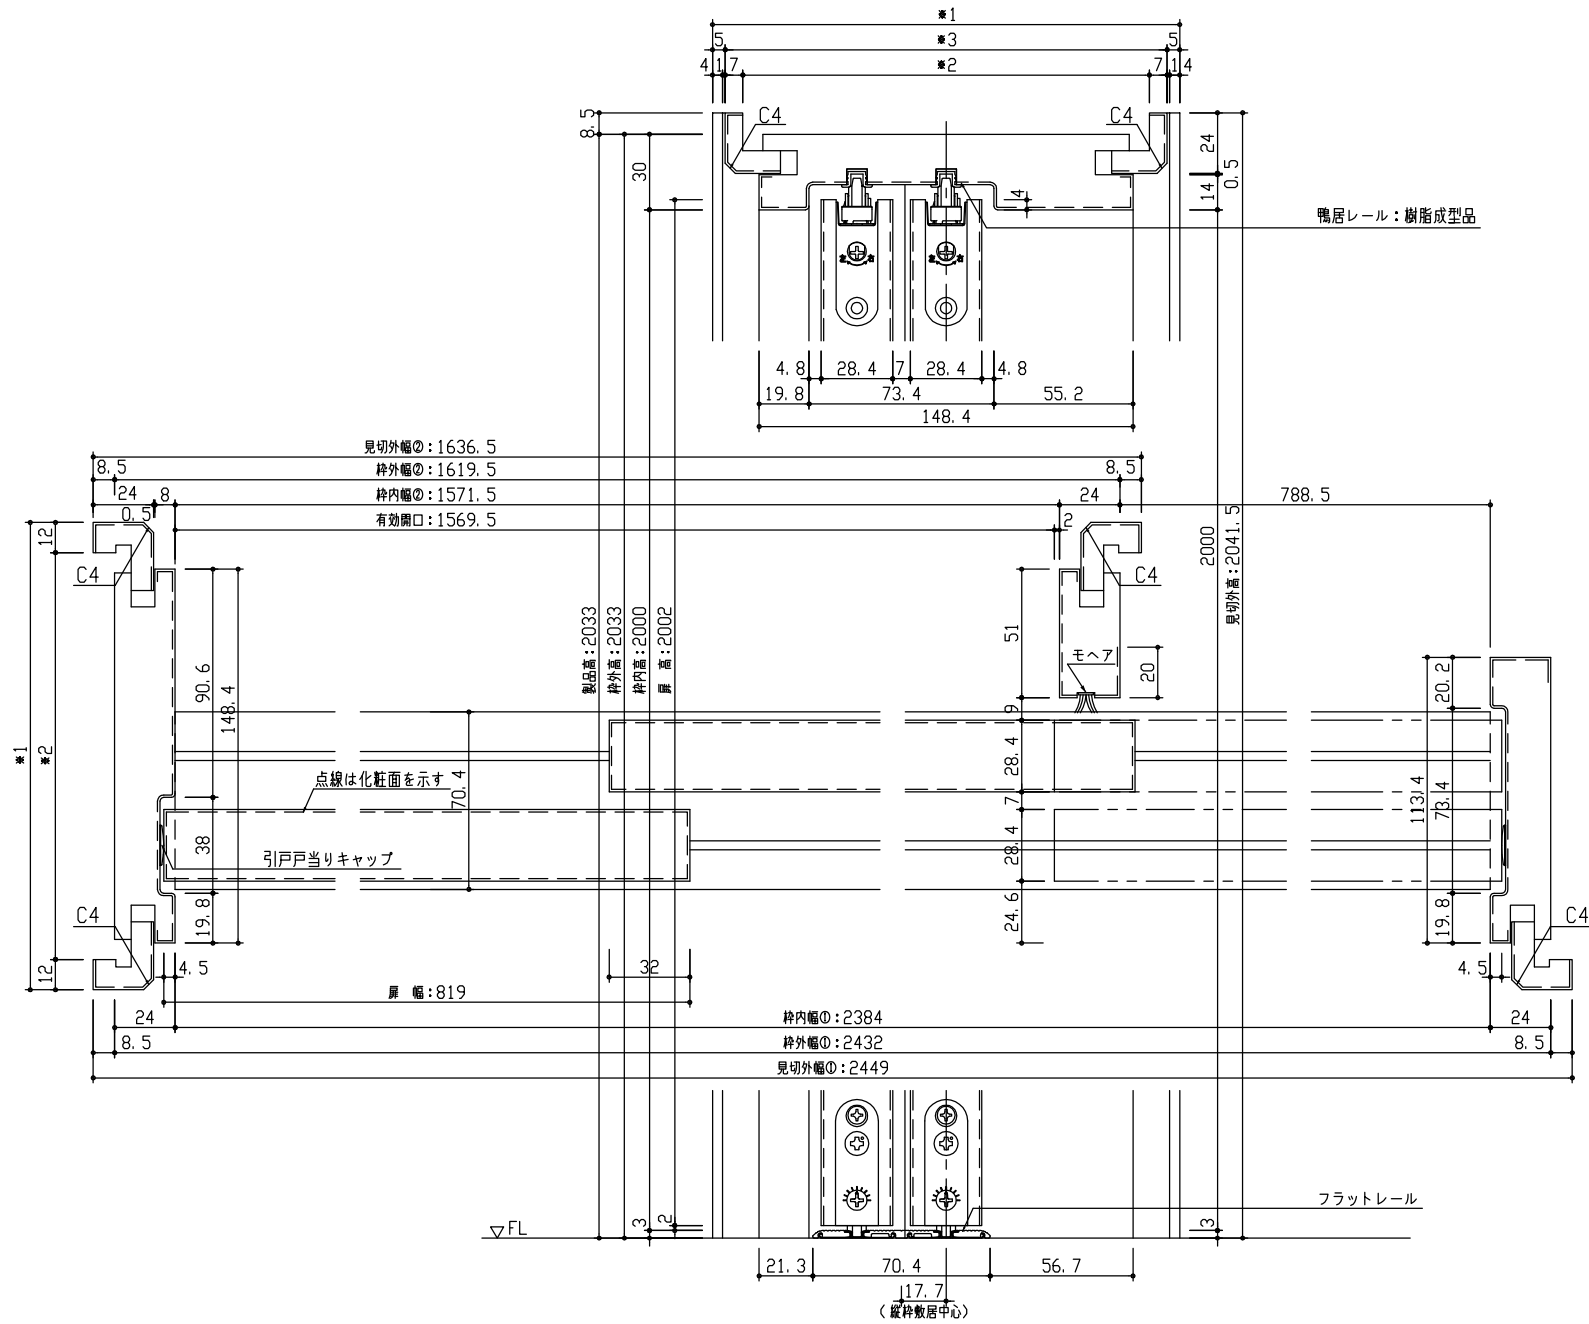 ※1
5 ※3 5
4 1 7 ※2 7 1 4
8.5
C4 C4
24
30
0.5
14
4
鴨居レール：樹脂成型品
左 右 左 右
4.8 28.4 7 28.4 4.8
19.8 73.4 55.2
148.4
見切外幅②：1636.5
8.5 枠外幅②：1619.5 8.5
24 8 枠内幅②：1571.5 24 788.5
0.5 有効開口：1569.5 2
12
C4 C4
2000
見切外高：2041.5
製品高：2033
枠外高：2033
枠内高：2000
扉　高：2002
51
モヘア
20
90.6
148.4
20.2
※1
※2
9
28.4
113.4
73.4
点線は化粧面を示す
70.4
7
38
引戸戸当りキャップ
28.4
19.8
24.6
19.8
C4 C4
12
4.5 32 4.5
扉　幅：819
24 枠内幅①：2384 24
8.5 枠外幅①：2432 8.5
見切外幅①：2449
フラットレール
▽FL
3
2
3
21.3 70.4 56.7
17.7
（縦枠敷居中心）